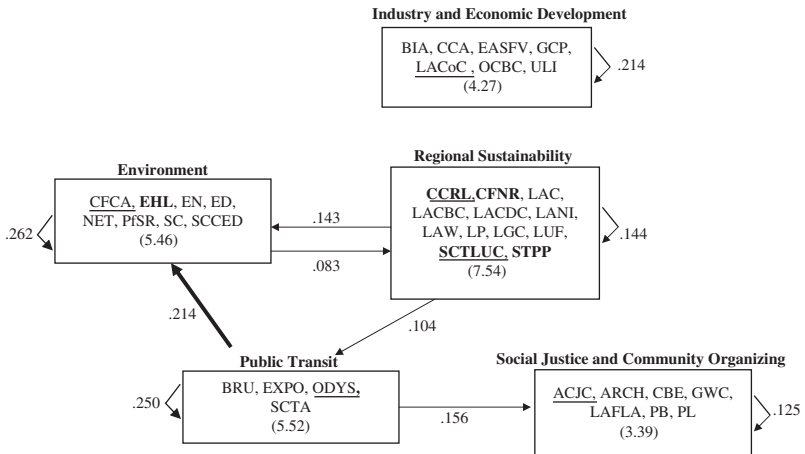 Industry and Economic Development
BIA, CCA, EASFV, GCP,
LACoC , OCBC, ULI
(4.27)
.214
Environment
CFCA, EHL, EN, ED,
NET, PfSR, SC, SCCED
(5.46)
.262
.143
.083
Regional Sustainability
CCRL,CFNR, LAC,
LACBC, LACDC, LANI,
LAW, LP, LGC, LUF,
SCTLUC, STPP
(7.54)
.144
.214
.104
Public Transit
BRU, EXPO, ODYS,
SCTA
(5.52)
.250
.156
Social Justice and Community Organizing
ACJC, ARCH, CBE, GWC,
LAFLA, PB, PL
(3.39)
.125